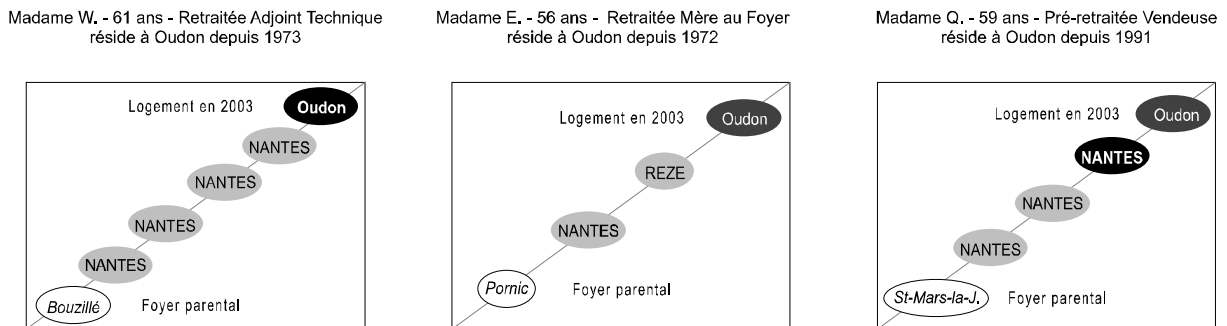 Madame W. - 61 ans - Retraitée Adjoint Technique
réside à Oudon depuis 1973
Logement en 2003
Oudon
NANTES
NANTES
NANTES
NANTES
Bouzillé
Foyer parental
Madame E. - 56 ans - Retraitée Mère au Foyer
réside à Oudon depuis 1972
Logement en 2003
Oudon
REZE
NANTES
Pornic
Foyer parental
Madame Q. - 59 ans - Pré-retraitée Vendeuse
réside à Oudon depuis 1991
Logement en 2003
Oudon
NANTES
NANTES
NANTES
St-Mars-la-J.
Foyer parental